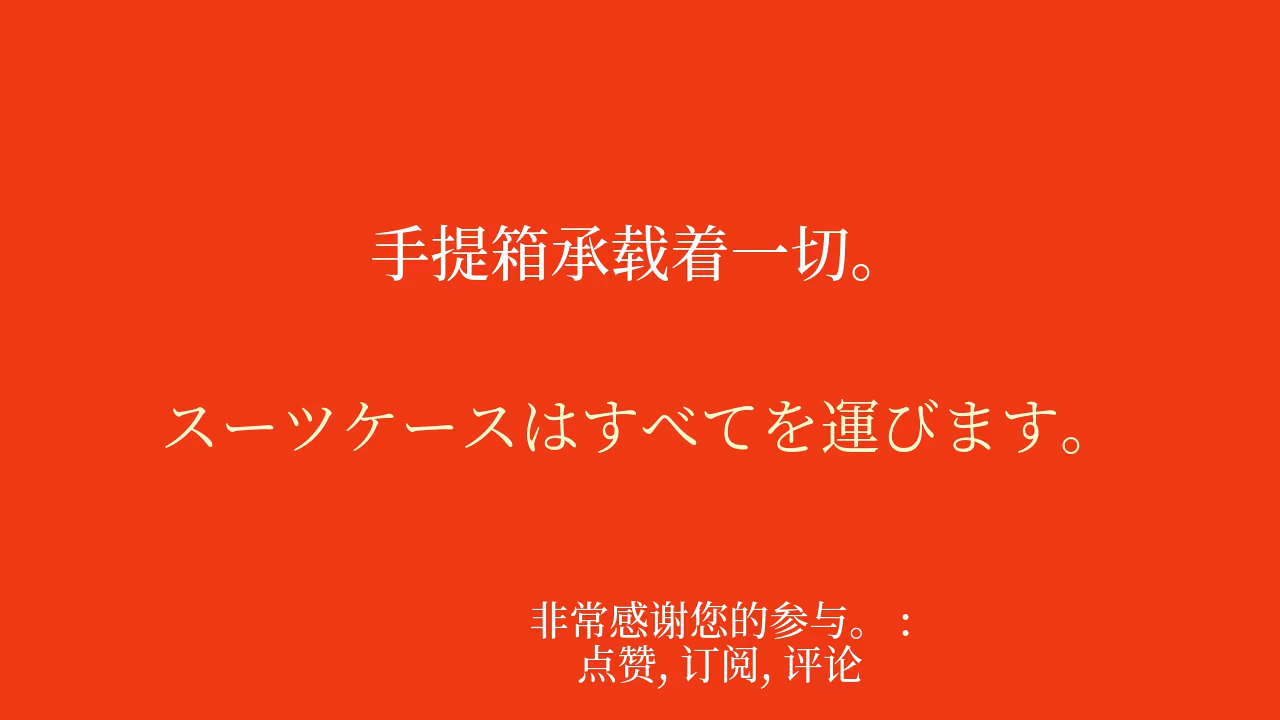 手提箱承载着一切。
スーツケースはすべてを運びます。
非常感谢您的参与。 :
点赞, 订阅, 评论